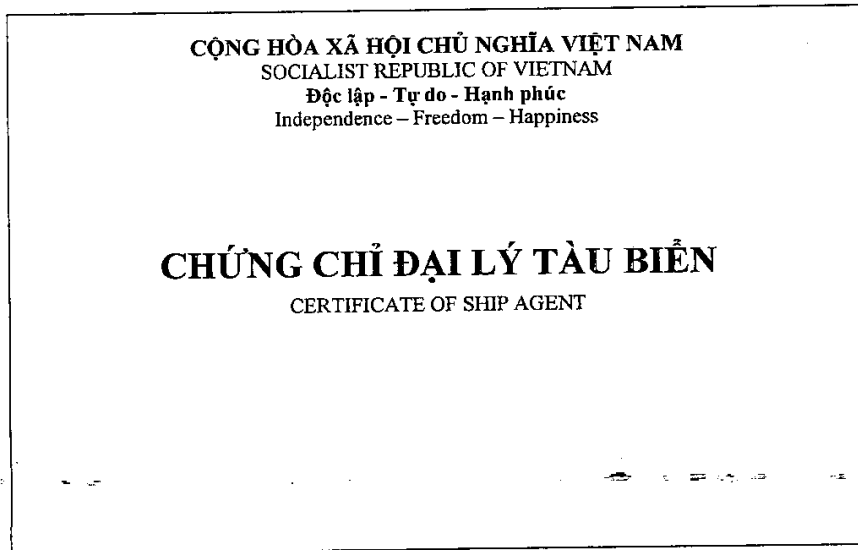 CỘNG HÒA XÃ HỘI CHỦ NGHĨA VIỆT NAM
SOCIALIST REPUBLIC OF VIETNAM
Độc lập - Tự do - Hạnh phúc
Independence – Freedom – Happiness
CHỨNG CHỈ ĐẠI LÝ TÀU BIỂN
CERTIFICATE OF SHIP AGENT